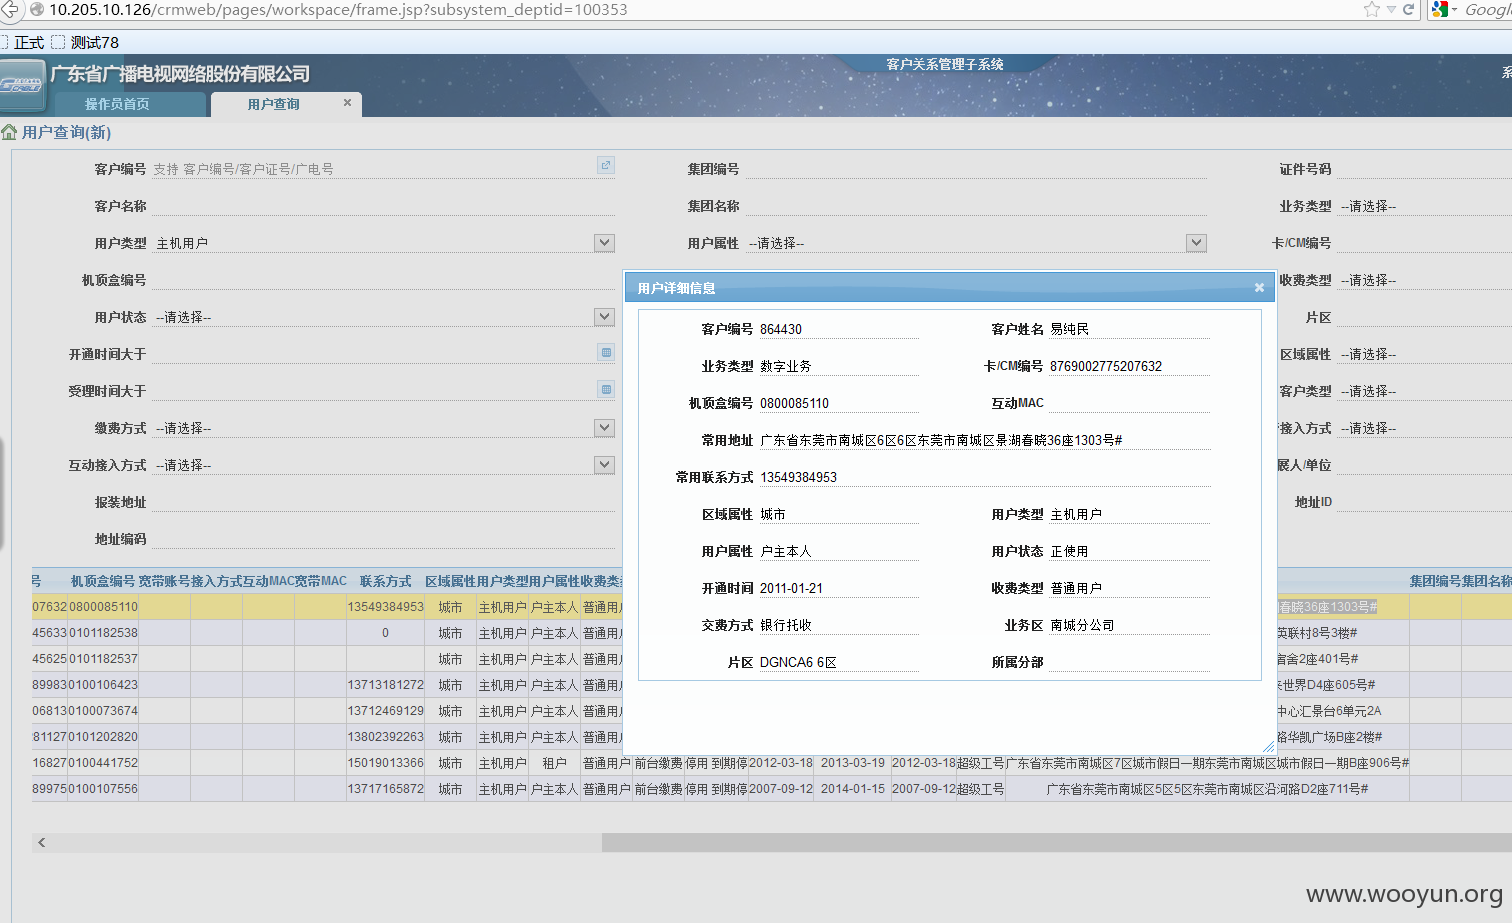 10.205.10.126/crmweb/pages/workspace/frame.jsp?subsystem_deptid=100353
正式 测试78
广东省广播电视网络股份有限公司
客户关系管理子系统
操作员首页 用户查询
用户查询(新)
客户编号 支持 客户编号/客户证号/广电号 集团编号 证件号码
客户名称 集团名称 业务类型 --请选择--
用户类型 主机用户 用户属性 --请选择-- 卡/CM编号
机顶盒编号 收费类型 --请选择--
用户状态 --请选择-- 片区
开通时间大于 区域属性 --请选择--
受理时间大于 客户类型 --请选择--
缴费方式 --请选择-- 接入方式 --请选择--
互动接入方式 --请选择-- 展人/单位
报装地址 地址ID
地址编码
用户详细信息
客户编号 864430 客户姓名 易纯民
业务类型 数字业务 卡/CM编号 8769002775207632
机顶盒编号 0800085110 互动MAC
常用地址 广东省东莞市南城区6区6区东莞市南城区景湖春晓36座1303号#
常用联系方式 13549384953
区域属性 城市 用户类型 主机用户
用户属性 户主本人 用户状态 正使用
开通时间 2011-01-21 收费类型 普通用户
交费方式 银行托收 业务区 南城分公司
片区 DGNCA6 6区 所属分部
号 机顶盒编号 宽带账号 接入方式 互动MAC 宽带MAC 联系方式 区域属性 用户类型 用户属性 收费类 集团编号 集团名称
07632 0800085110 13549384953 城市 主机用户 户主本人 普通用 春晓36座1303号#
45633 0101182538 0 城市 主机用户 户主本人 普通用 英联村8号3楼#
45625 0101182537 城市 主机用户 户主本人 普通用 宿舍2座401号#
89983 0100106423 13713181272 城市 主机用户 户主本人 普通用 世界D4座605号#
06813 0100073674 13712469129 城市 主机用户 户主本人 普通用 中心汇景台6单元2A
81127 0101202820 13802392263 城市 主机用户 户主本人 普通用 路华凯广场B座2楼#
16827 0100441752 15019013366 城市 主机用户 租户 普通用户 前台缴费 停用 到期停 2012-03-18 2013-03-19 2012-03-18 超级工号 广东省东莞市南城区7区城市假日一期东莞市南城区城市假日一期B座906号#
89975 0100107556 13717165872 城市 主机用户 户主本人 普通用户 前台缴费 停用 到期停 2007-09-12 2014-01-15 2007-09-12 超级工号 广东省东莞市南城区5区5区东莞市南城区沿河路D2座711号#
www.wooyun.org